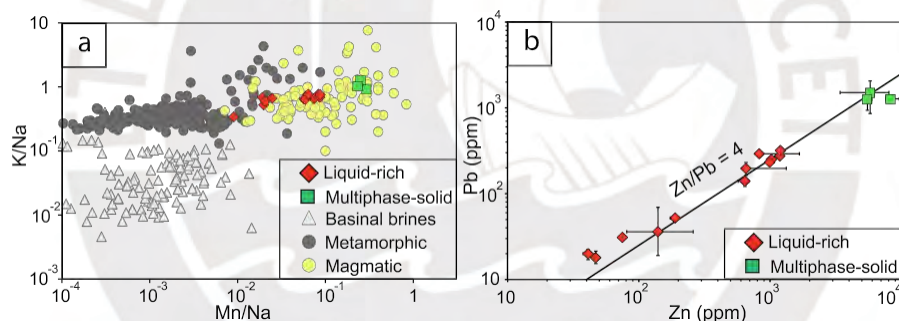 a
K/Na
10
1
10-1
10-2
10-3
10-4
10-3
10-2
10-1
1
Mn/Na
Liquid-rich
Multiphase-solid
Basinal brines
Metamorphic
Magmatic
b
Pb (ppm)
104
103
102
10
10
102
103
104
Zn (ppm)
Zn/Pb = 4
Liquid-rich
Multiphase-solid
CET